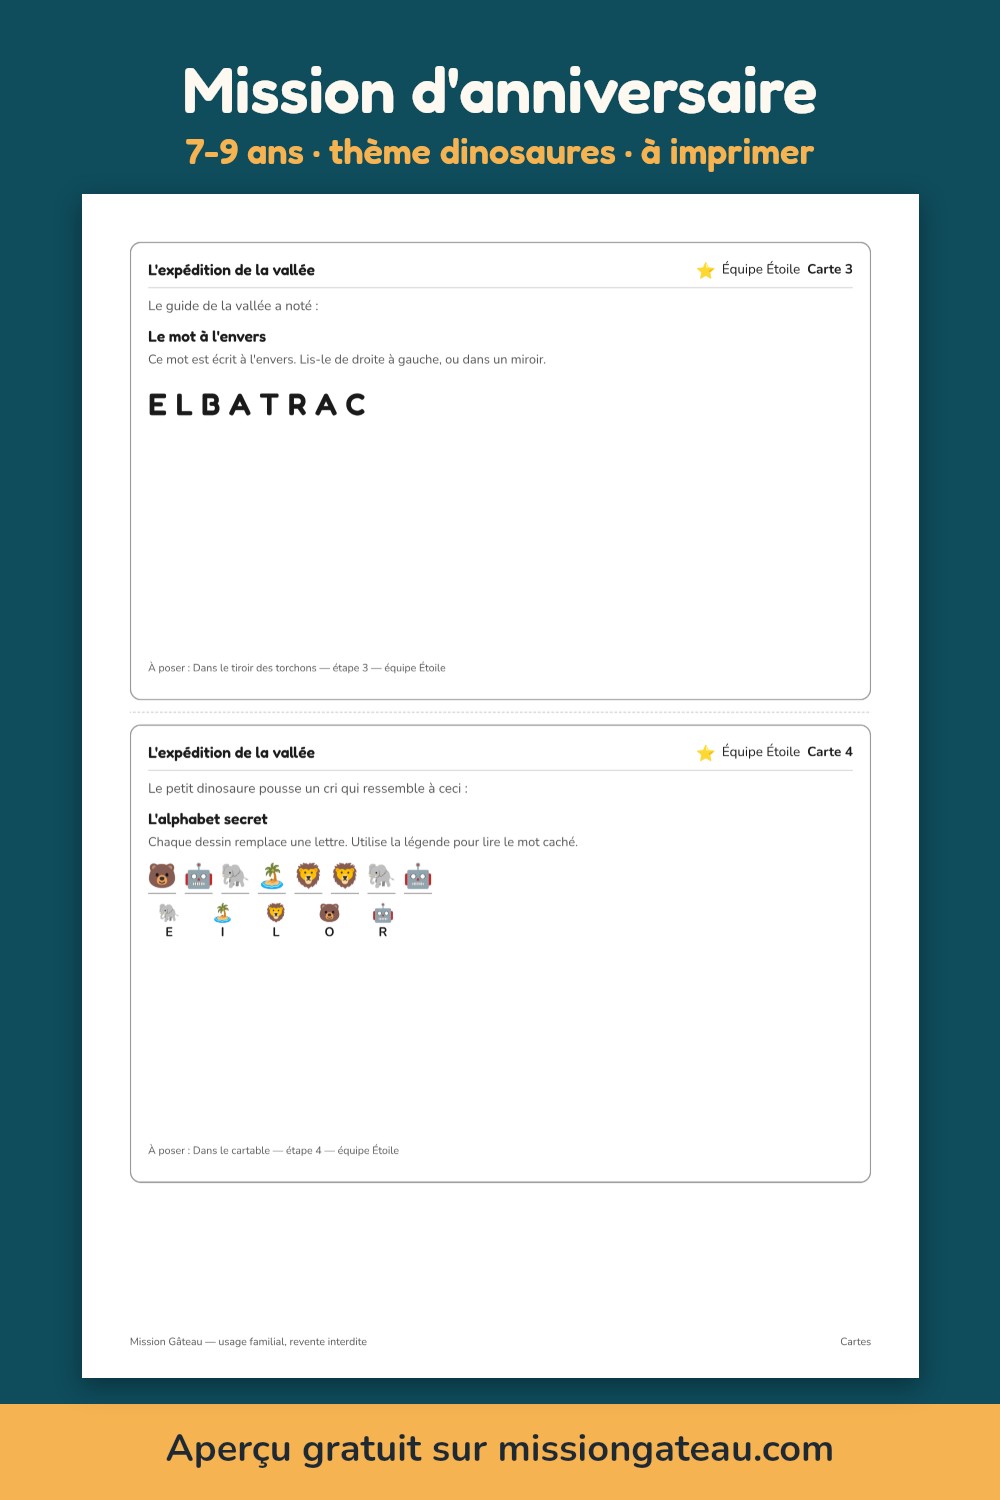 Mission d'anniversaire
7-9 ans · thème dinosaures · à imprimer
L'expédition de la vallée
⭐ Équipe Étoile Carte 3
Le guide de la vallée a noté :
Le mot à l'envers
Ce mot est écrit à l'envers. Lis-le de droite à gauche, ou dans un miroir.
E L B A T R A C
À poser : Dans le tiroir des torchons — étape 3 — équipe Étoile
L'expédition de la vallée
⭐ Équipe Étoile Carte 4
Le petit dinosaure pousse un cri qui ressemble à ceci :
L'alphabet secret
Chaque dessin remplace une lettre. Utilise la légende pour lire le mot caché.
E I L O R
À poser : Dans le cartable — étape 4 — équipe Étoile
Mission Gâteau — usage familial, revente interdite
Cartes
Aperçu gratuit sur missiongateau.com